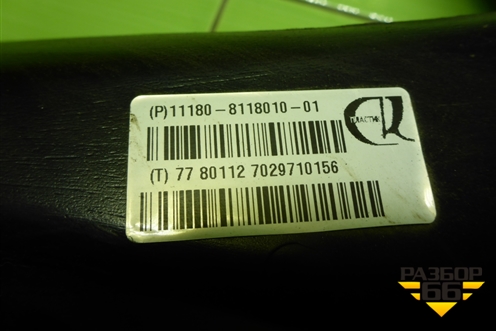 (P)11180-8118010-01
ПЛАСТИК
(T) 77 80112 7029710156
РАЗБОР
66